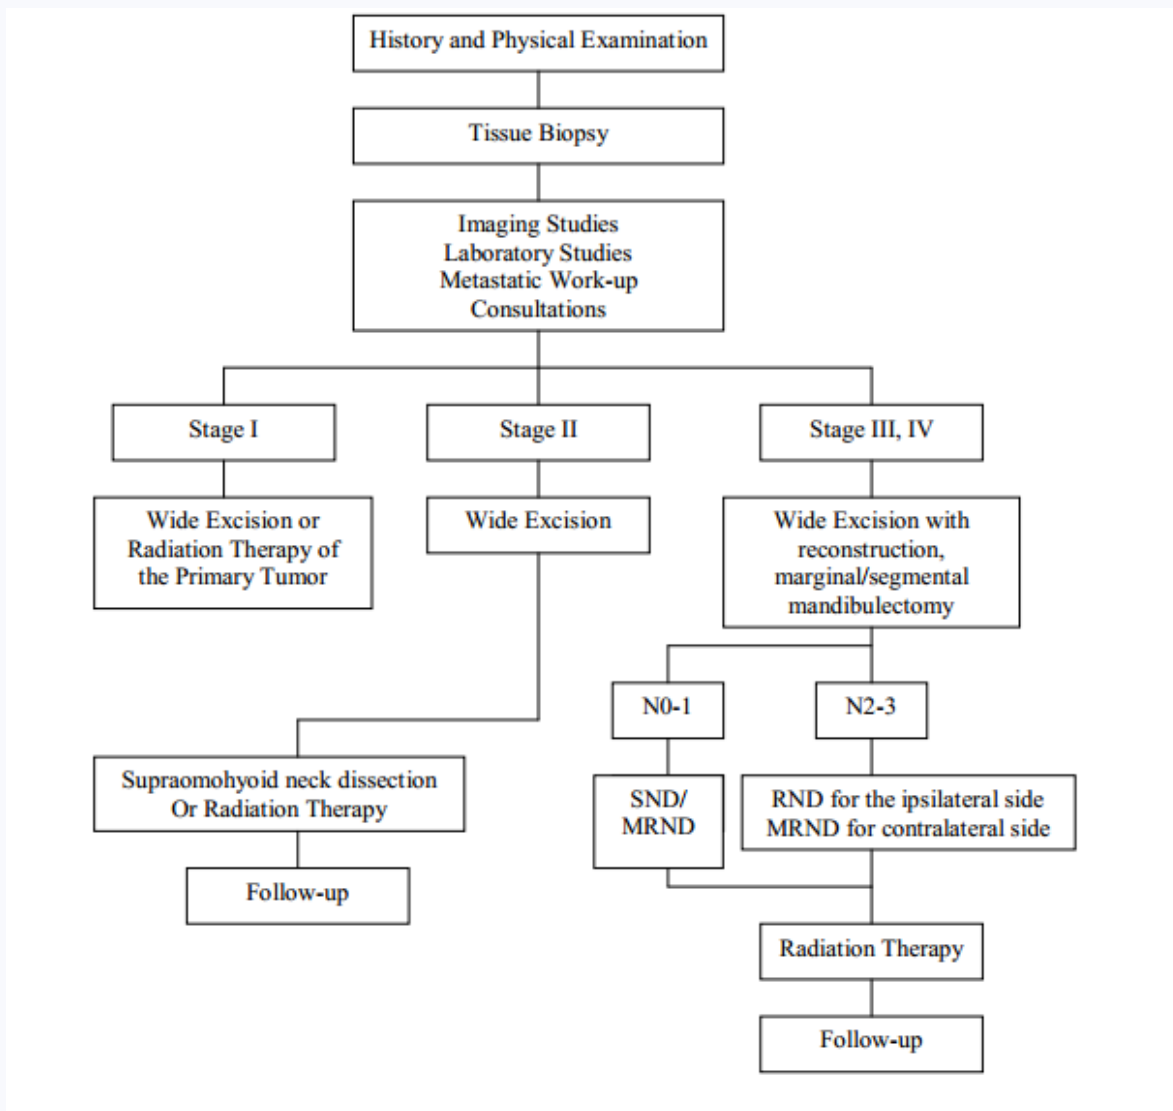 History and Physical Examination
Tissue Biopsy
Imaging Studies
Laboratory Studies
Metastatic Work-up
Consultations
Stage I
Stage II
Stage III, IV
Wide Excision or
Radiation Therapy of
the Primary Tumor
Wide Excision
Wide Excision with
reconstruction,
marginal/segmental
mandibulectomy
N0-1
N2-3
Supraomohyoid neck dissection
Or Radiation Therapy
SND/
MRND
RND for the ipsilateral side
MRND for contralateral side
Follow-up
Radiation Therapy
Follow-up